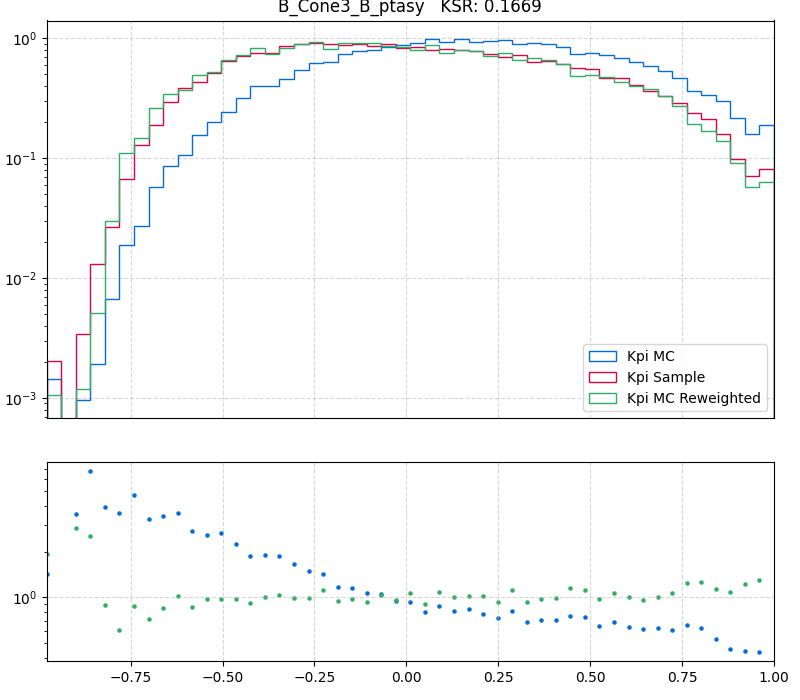 B_Cone3_B_ptasy   KSR: 0.1669
10⁰
10⁻¹
10⁻²
10⁻³
Kpi MC
Kpi Sample
Kpi MC Reweighted
10⁰
−0.75 −0.50 −0.25 0.00 0.25 0.50 0.75 1.00